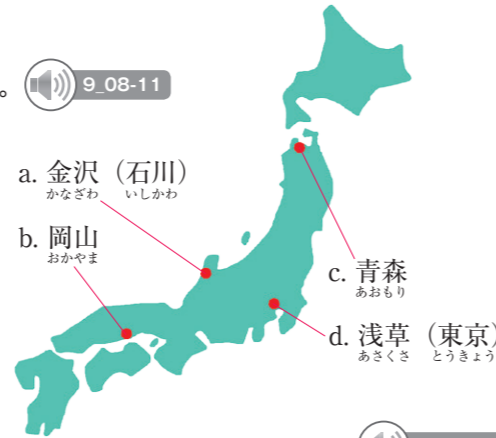 。 9_08-11
a. 金沢（石川）
かなざわ いしかわ
b. 岡山
おかやま
c. 青森
あおもり
d. 浅草（東京）
あさくさ とうきょう